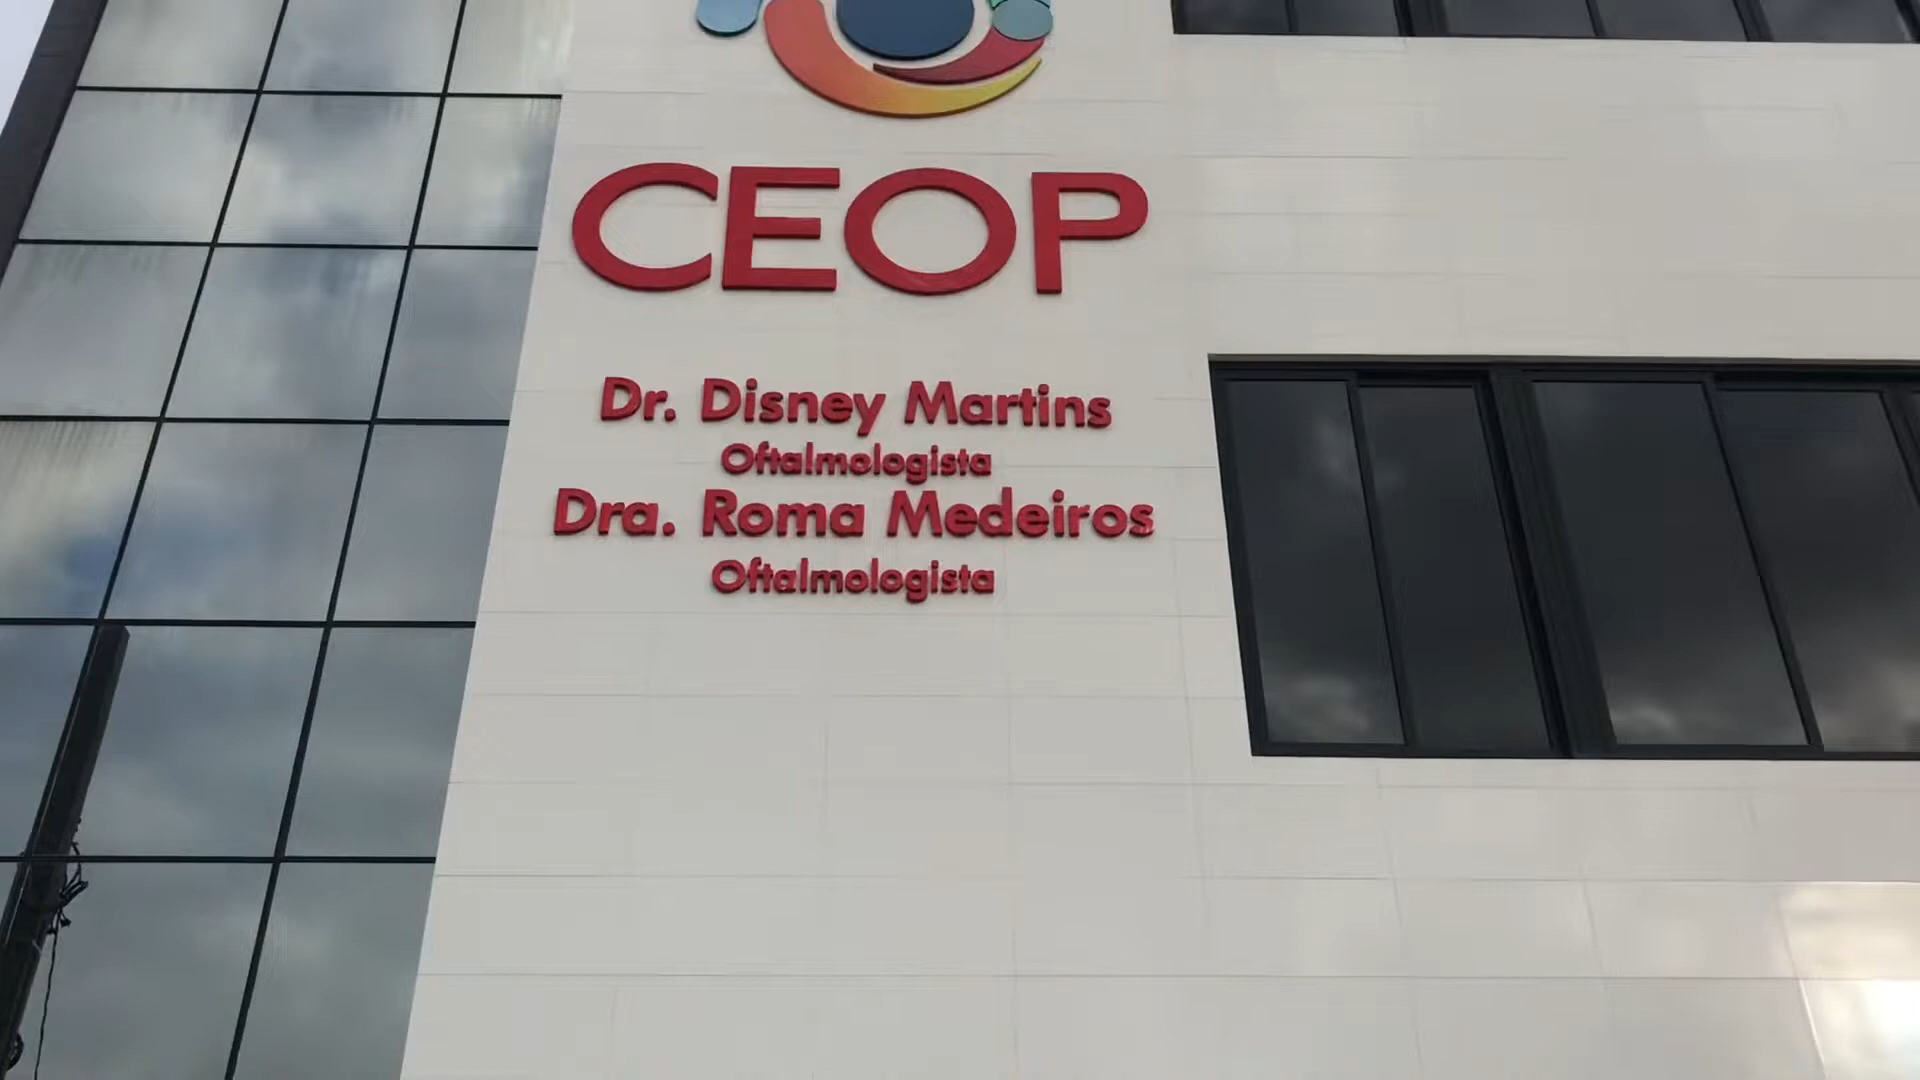 CEOP
Dr. Disney Martins
Oftalmologista
Dra. Roma Medeiros
Oftalmologista